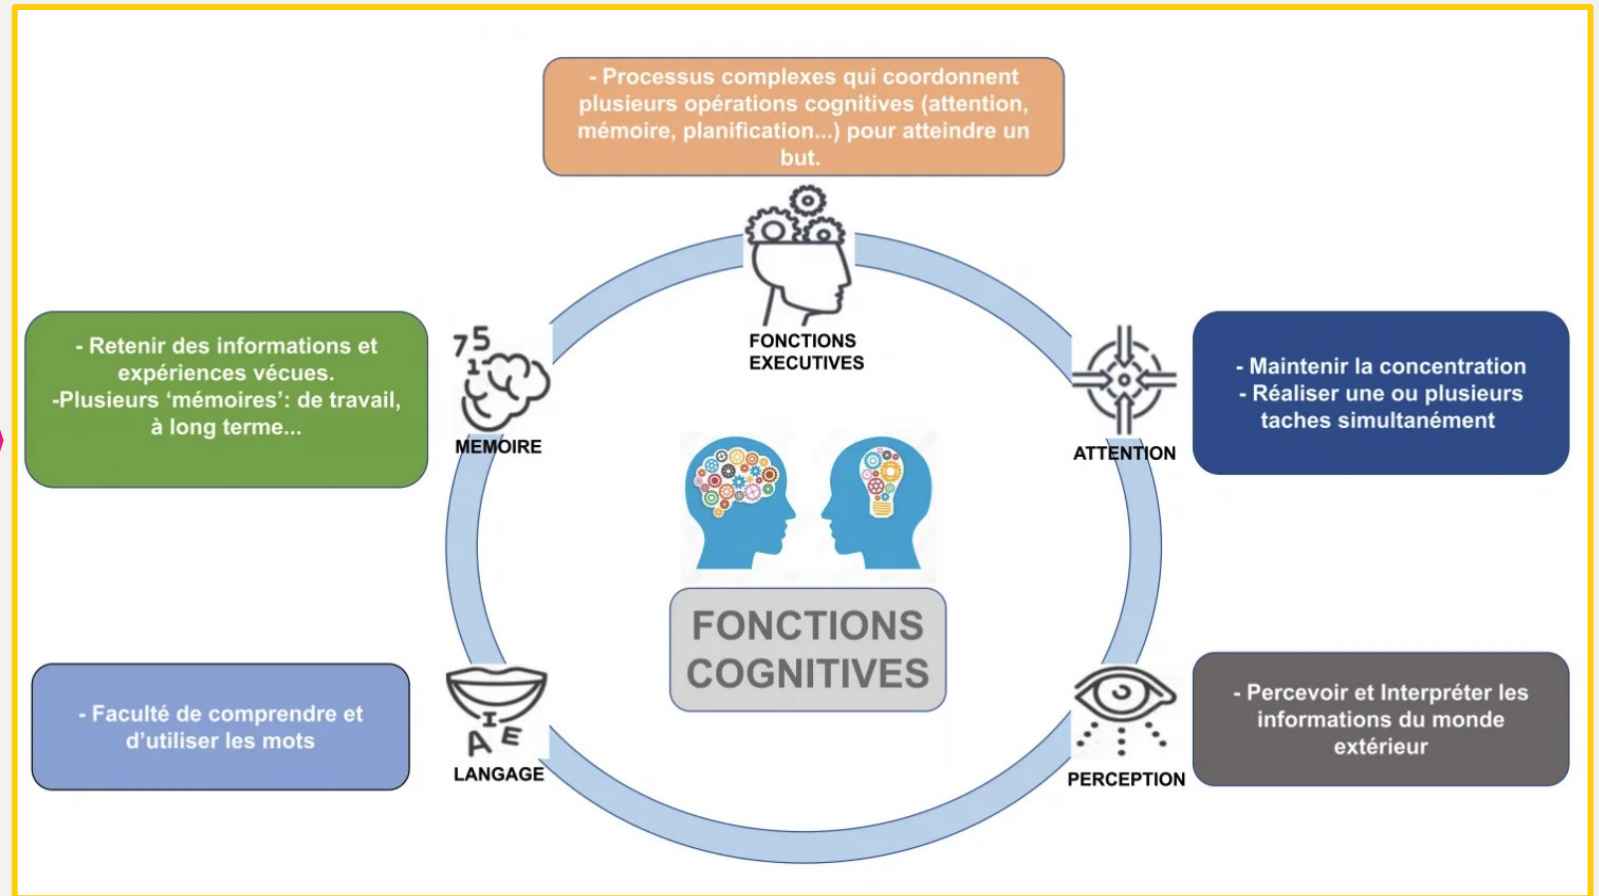 - Processus complexes qui coordonnent
plusieurs opérations cognitives (attention,
mémoire, planification...) pour atteindre un
but.
FONCTIONS
EXECUTIVES
- Retenir des informations et
expériences vécues.
-Plusieurs ‘mémoires’: de travail,
à long terme...
7 5
1
MEMOIRE
ATTENTION
- Maintenir la concentration
- Réaliser une ou plusieurs
taches simultanément
FONCTIONS
COGNITIVES
- Faculté de comprendre et
d’utiliser les mots
I
A E
LANGAGE
PERCEPTION
- Percevoir et Interpréter les
informations du monde
extérieur